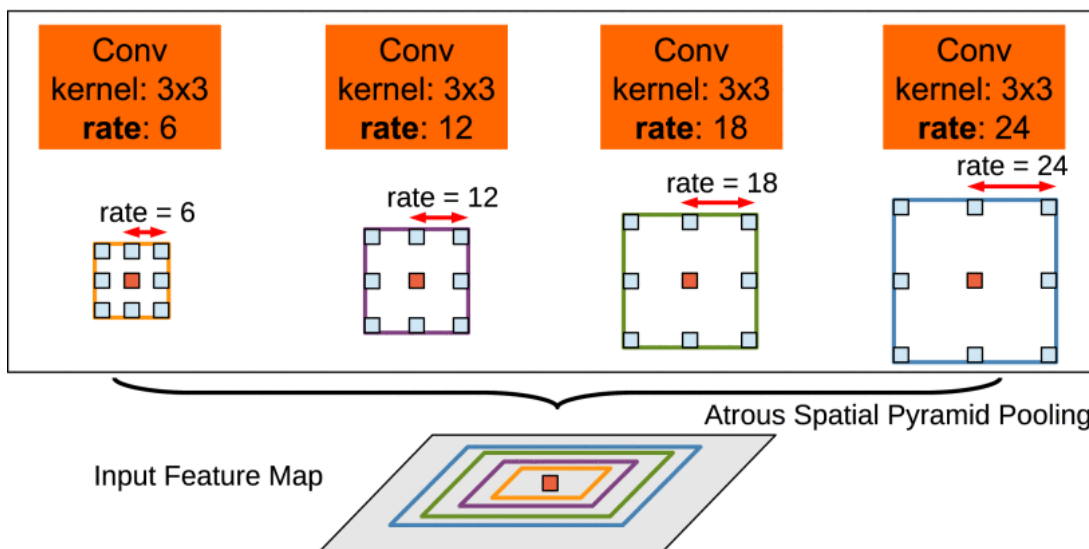 Conv
kernel: 3x3
rate: 6
Conv
kernel: 3x3
rate: 12
Conv
kernel: 3x3
rate: 18
Conv
kernel: 3x3
rate: 24
rate = 6
rate = 12
rate = 18
rate = 24
Atrous Spatial Pyramid Pooling
Input Feature Map